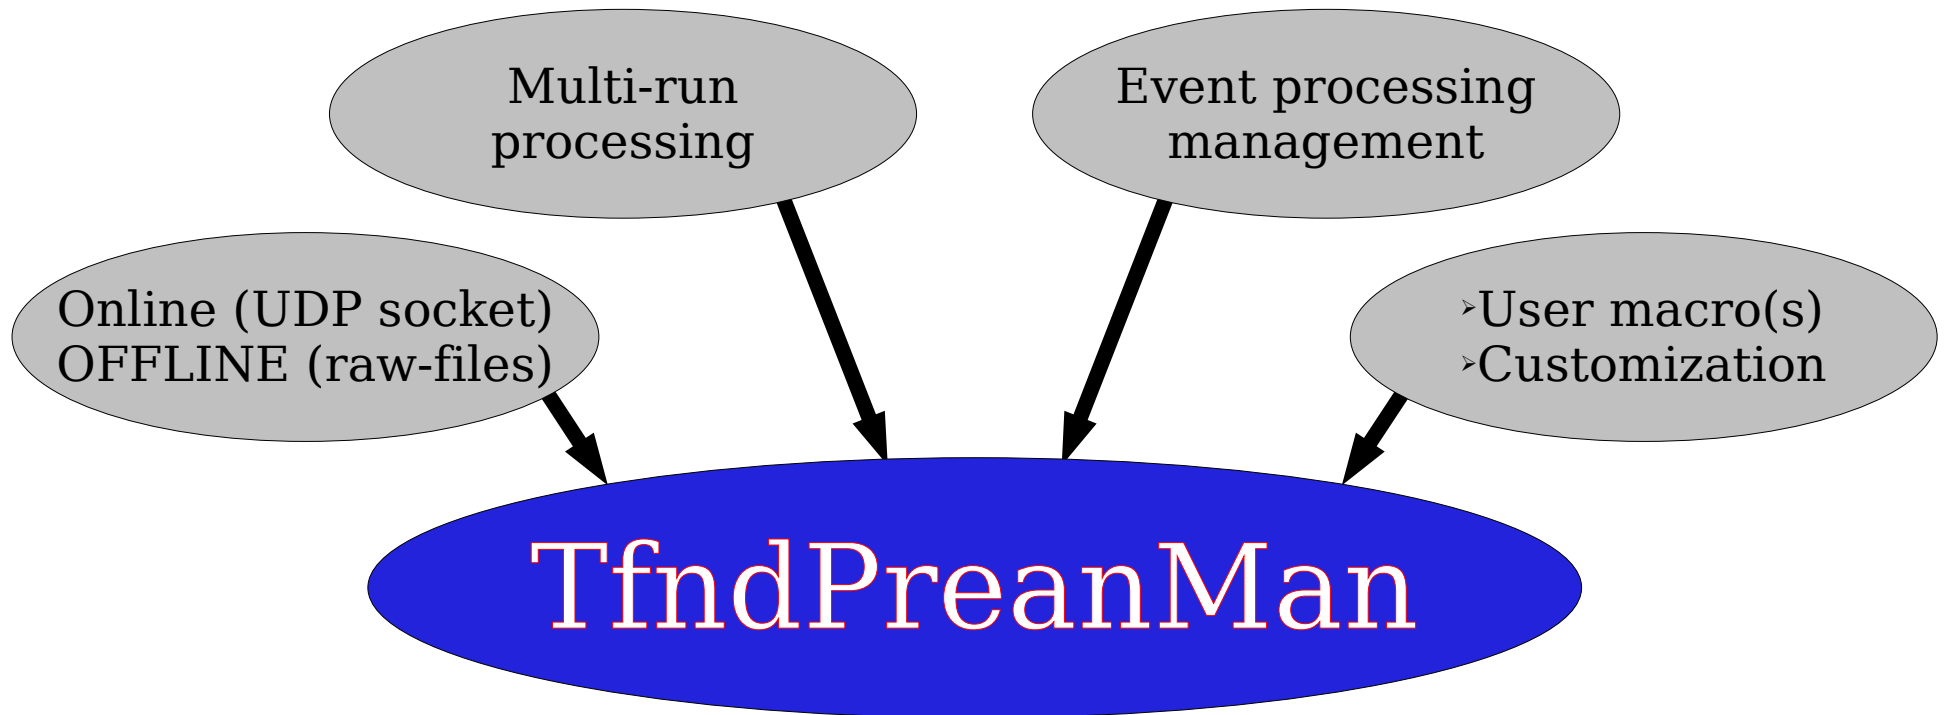 Multi-run
processing
Event processing
management
Online (UDP socket)
OFFLINE (raw-files)
➢User macro(s)
➢Customization
TfndPreanMan